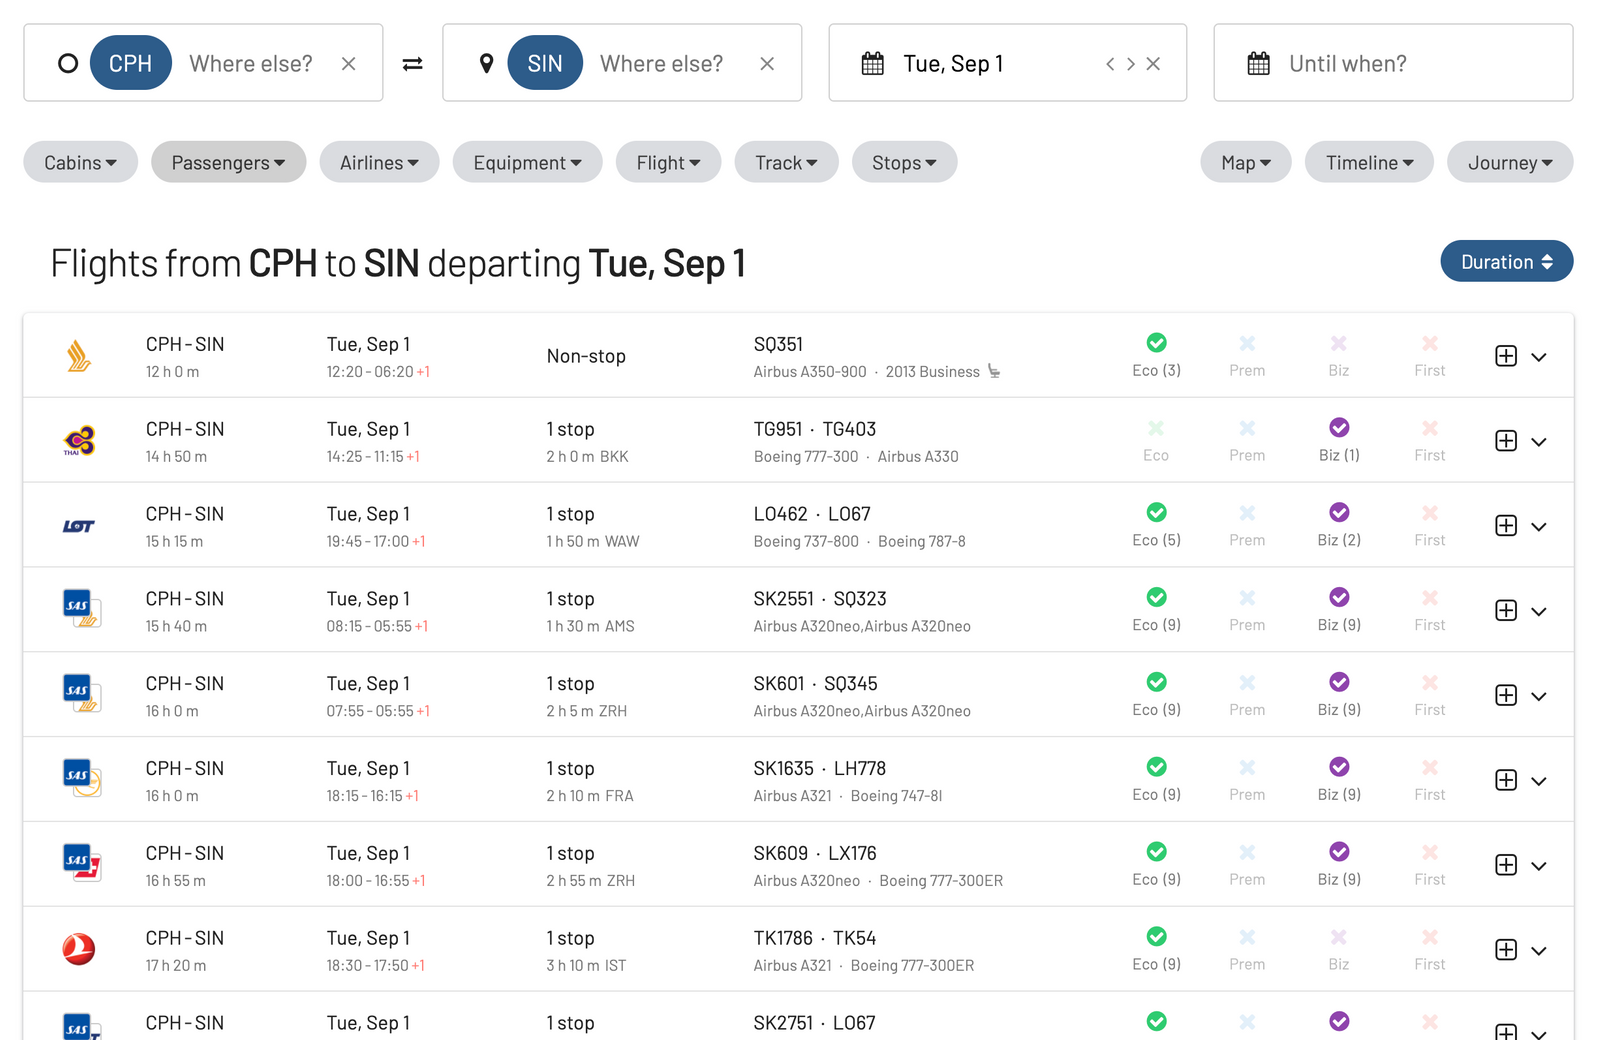 CPH Where else?
SIN Where else?
Tue, Sep 1
Until when?
Cabins Passengers Airlines Equipment Flight Track Stops Map Timeline Journey
Flights from CPH to SIN departing Tue, Sep 1
Duration
CPH - SIN Tue, Sep 1 Non-stop SQ351
12 h 0 m 12:20 - 06:20 +1 Airbus A350-900 · 2013 Business Eco (3) Prem Biz First
CPH - SIN Tue, Sep 1 1 stop TG951 · TG403
THAI 14 h 50 m 14:25 - 11:15 +1 2 h 0 m BKK Boeing 777-300 · Airbus A330 Eco Prem Biz (1) First
CPH - SIN Tue, Sep 1 1 stop LO462 · LO67
LOT 15 h 15 m 19:45 - 17:00 +1 1 h 50 m WAW Boeing 737-800 · Boeing 787-8 Eco (5) Prem Biz (2) First
SAS CPH - SIN Tue, Sep 1 1 stop SK2551 · SQ323
15 h 40 m 08:15 - 05:55 +1 1 h 30 m AMS Airbus A320neo,Airbus A320neo Eco (9) Prem Biz (9) First
SAS CPH - SIN Tue, Sep 1 1 stop SK601 · SQ345
16 h 0 m 07:55 - 05:55 +1 2 h 5 m ZRH Airbus A320neo,Airbus A320neo Eco (9) Prem Biz (9) First
SAS CPH - SIN Tue, Sep 1 1 stop SK1635 · LH778
16 h 0 m 18:15 - 16:15 +1 2 h 10 m FRA Airbus A321 · Boeing 747-8I Eco (9) Prem Biz (9) First
SAS CPH - SIN Tue, Sep 1 1 stop SK609 · LX176
16 h 55 m 18:00 - 16:55 +1 2 h 55 m ZRH Airbus A320neo · Boeing 777-300ER Eco (9) Prem Biz (9) First
CPH - SIN Tue, Sep 1 1 stop TK1786 · TK54
17 h 20 m 18:30 - 17:50 +1 3 h 10 m IST Airbus A321 · Boeing 777-300ER Eco (9) Prem Biz First
SAS CPH - SIN Tue, Sep 1 1 stop SK2751 · LO67